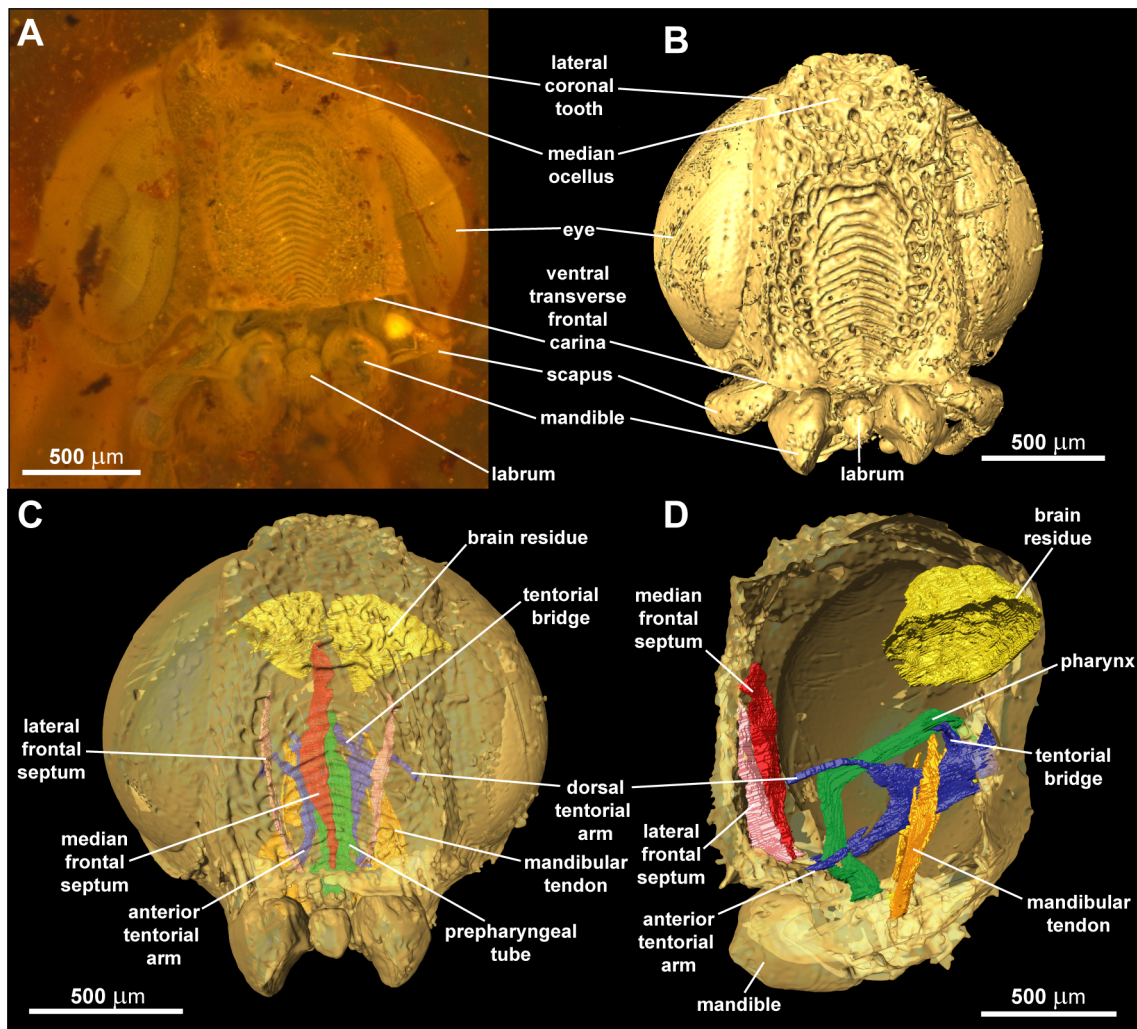 A
B
lateral
coronal
tooth
median
ocellus
eye
ventral
transverse
frontal
carina
scapus
mandible
labrum
labrum
500 µm
500 µm
C
brain residue
tentorial
bridge
lateral
frontal
septum
median
frontal
septum
anterior
tentorial
arm
dorsal
tentorial
arm
mandibular
tendon
prepharyngeal
tube
500 µm
D
brain
residue
median
frontal
septum
pharynx
tentorial
bridge
lateral
frontal
septum
anterior
tentorial
arm
mandibular
tendon
mandible
500 µm